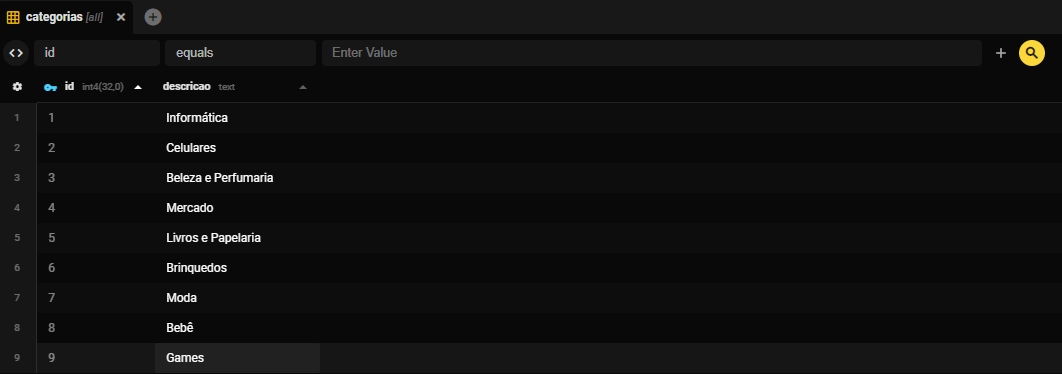 categorias [all]
id equals Enter Value
id int4(32,0) descricao text
1 1 Informática
2 2 Celulares
3 3 Beleza e Perfumaria
4 4 Mercado
5 5 Livros e Papelaria
6 6 Brinquedos
7 7 Moda
8 8 Bebê
9 9 Games